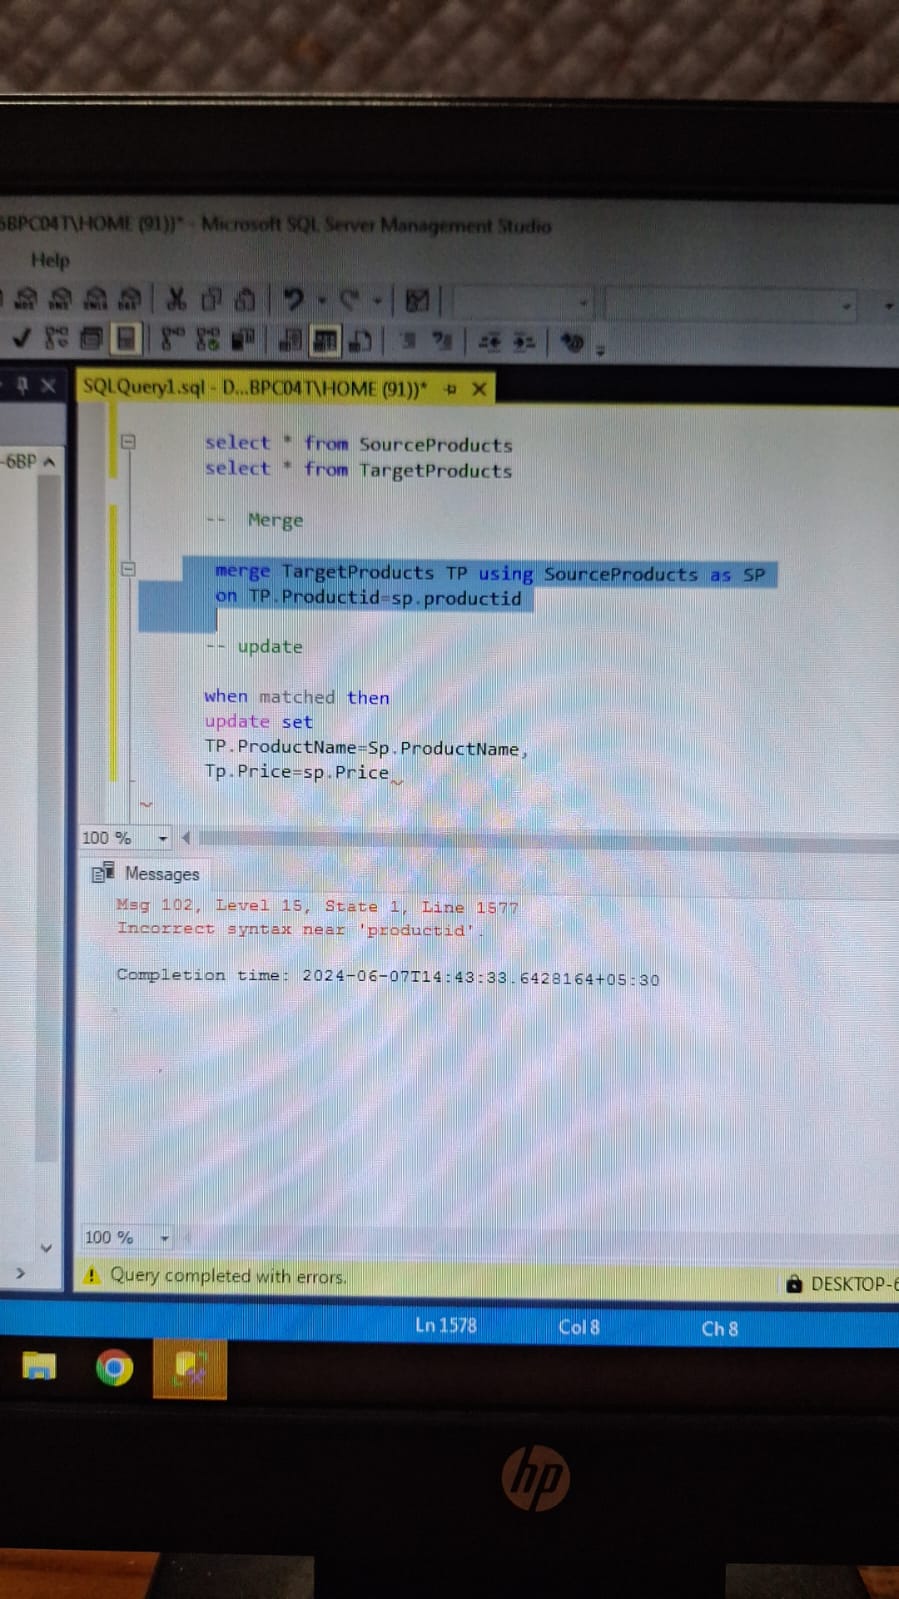 6BPC04T\HOME (91))* - Microsoft SQL Server Management Studio
Help
SQLQuery1.sql - D...BPC04T\HOME (91))*
-6BP
select * from SourceProducts
select * from TargetProducts
-- Merge
merge TargetProducts TP using SourceProducts as SP
on TP.Productid=sp.productid
-- update
when matched then
update set
TP.ProductName=Sp.ProductName,
Tp.Price=sp.Price
100 %
Messages
Msg 102, Level 15, State 1, Line 1577
Incorrect syntax near 'productid'.
Completion time: 2024-06-07T14:43:33.6428164+05:30
100 %
Query completed with errors.
DESKTOP-6
Ln 1578
Col 8
Ch 8
hp